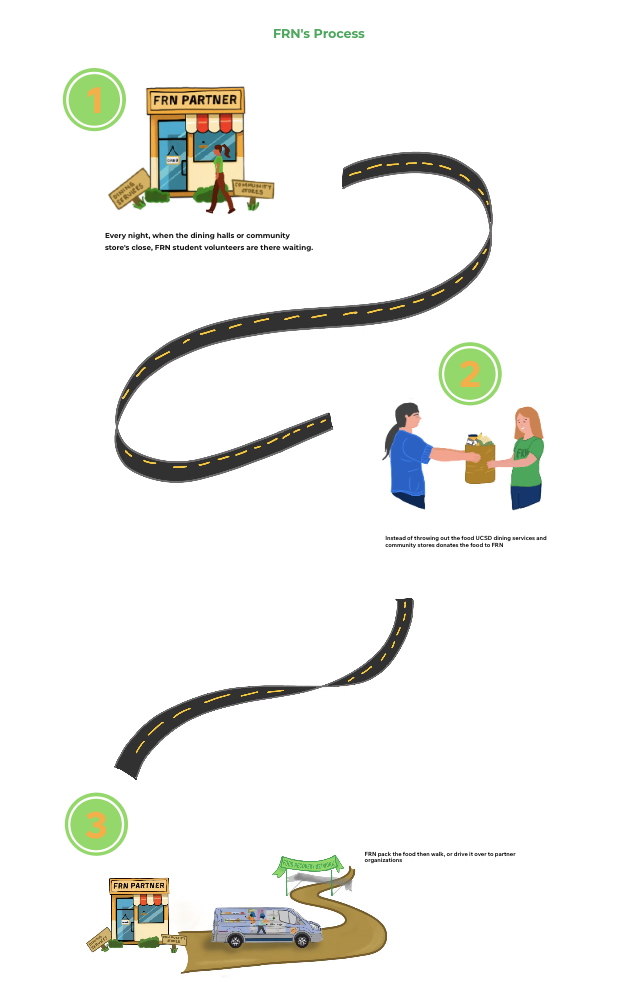 FRN's Process
1
FRN PARTNER
DINING
SERVICES
COMMUNITY
STORES
Every night, when the dining halls or community
store's close, FRN student volunteers are there waiting.
2
FRN
Instead of throwing out the food UCSD dining services and
community stores donates the food to FRN
3
FRN pack the food then walk, or drive it over to partner
organizations
FOOD RECOVERY NETWORK
FRN PARTNER
DINING
SERVICES
COMMUNITY
STORES